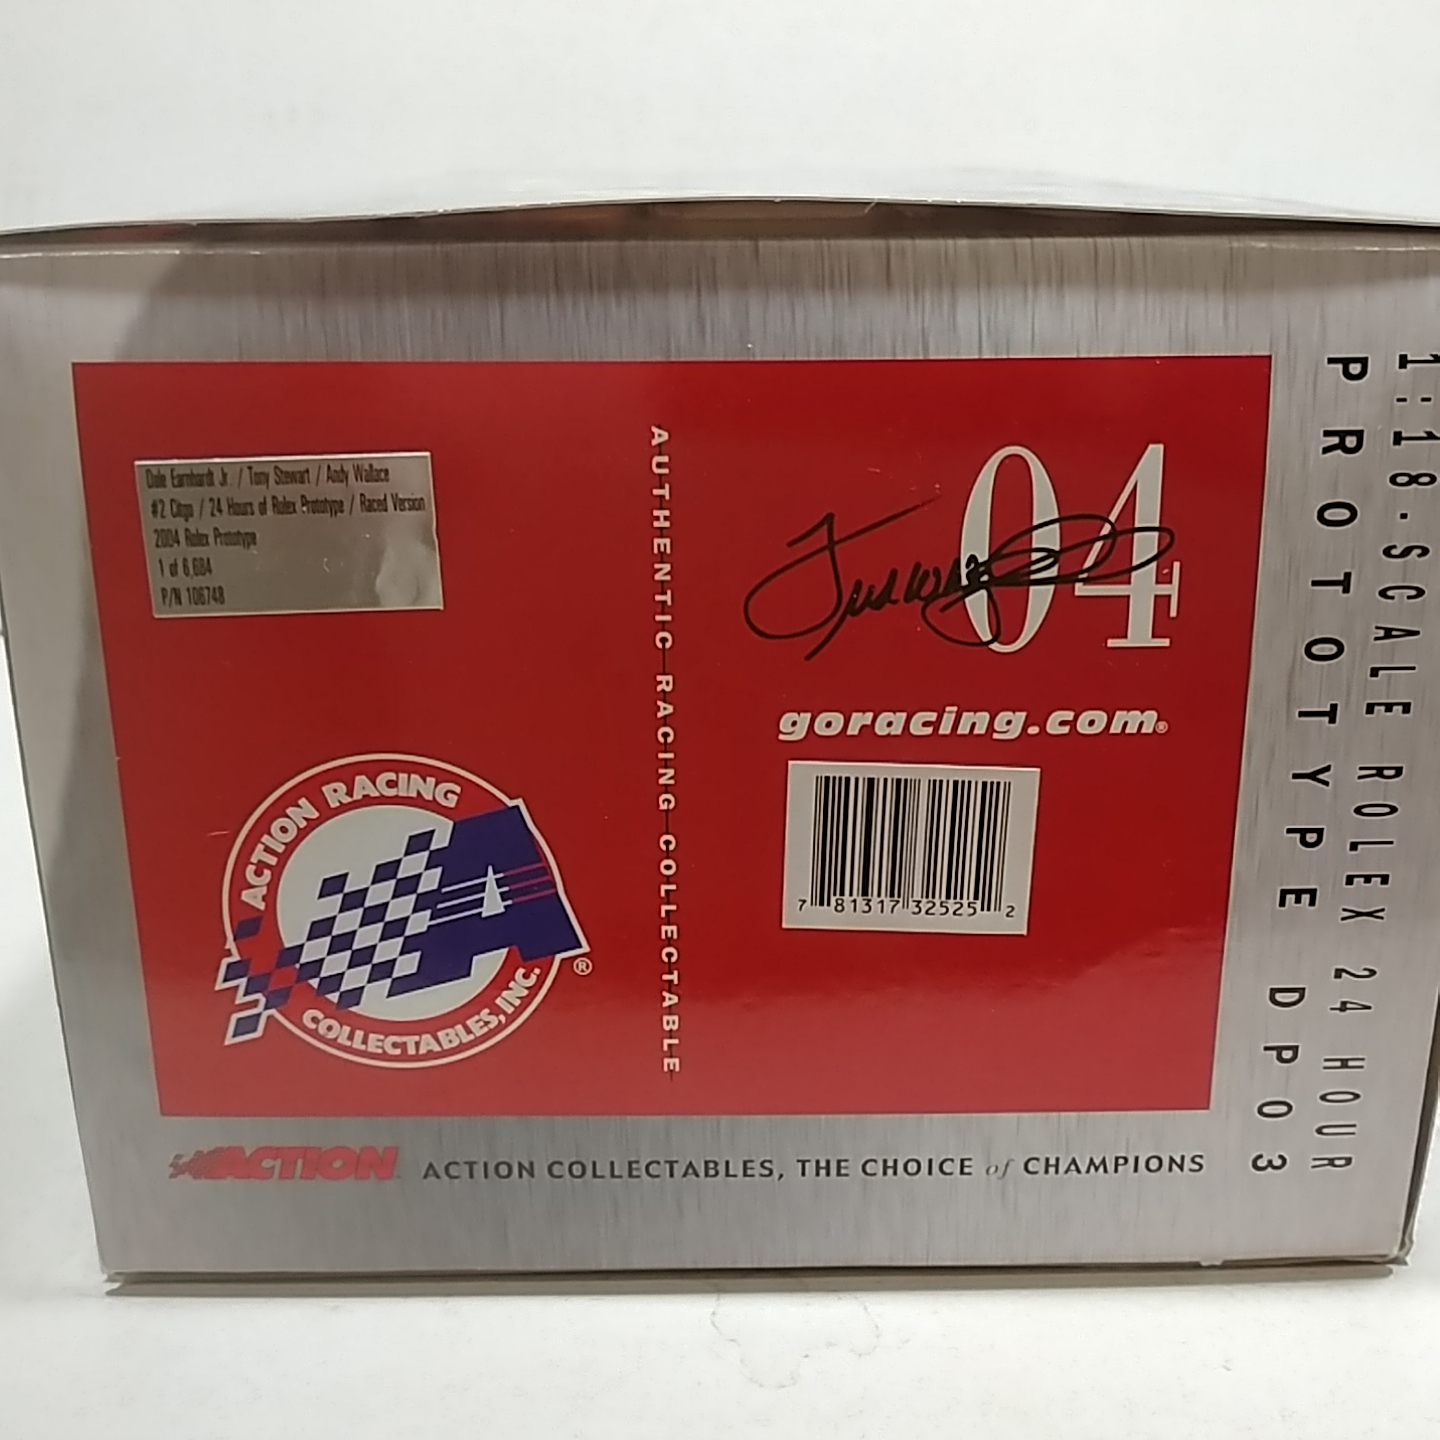 Dale Earnhardt Jr. / Tony Stewart / Andy Wallace
#2 Citgo / 24 Hours of Rolex Prototype / Raced Version
2004 Rolex Prototype
1 of 6,684
P/N 106748
ACTION RACING
COLLECTABLES, INC.
®
AUTHENTIC RACING COLLECTABLE
04
goracing.com®
7 81317 32525 2
1:18-SCALE ROLEX 24 HOUR
PROTOTYPE DP03
ACTION
ACTION COLLECTABLES, THE CHOICE of CHAMPIONS